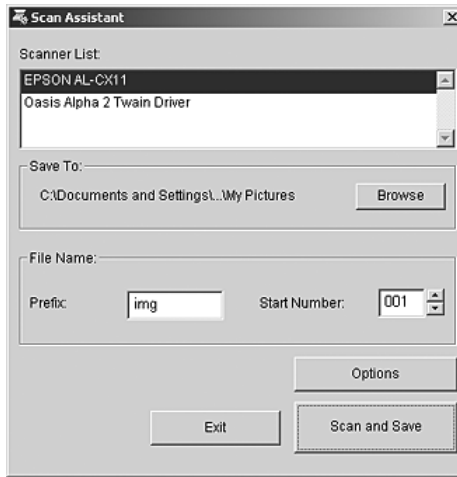 Scan Assistant
Scanner List:
EPSON AL-CX11
Oasis Alpha 2 Twain Driver
Save To:
C:\Documents and Settings\...\My Pictures
Browse
File Name:
Prefix:
img
Start Number:
001
Options
Exit
Scan and Save